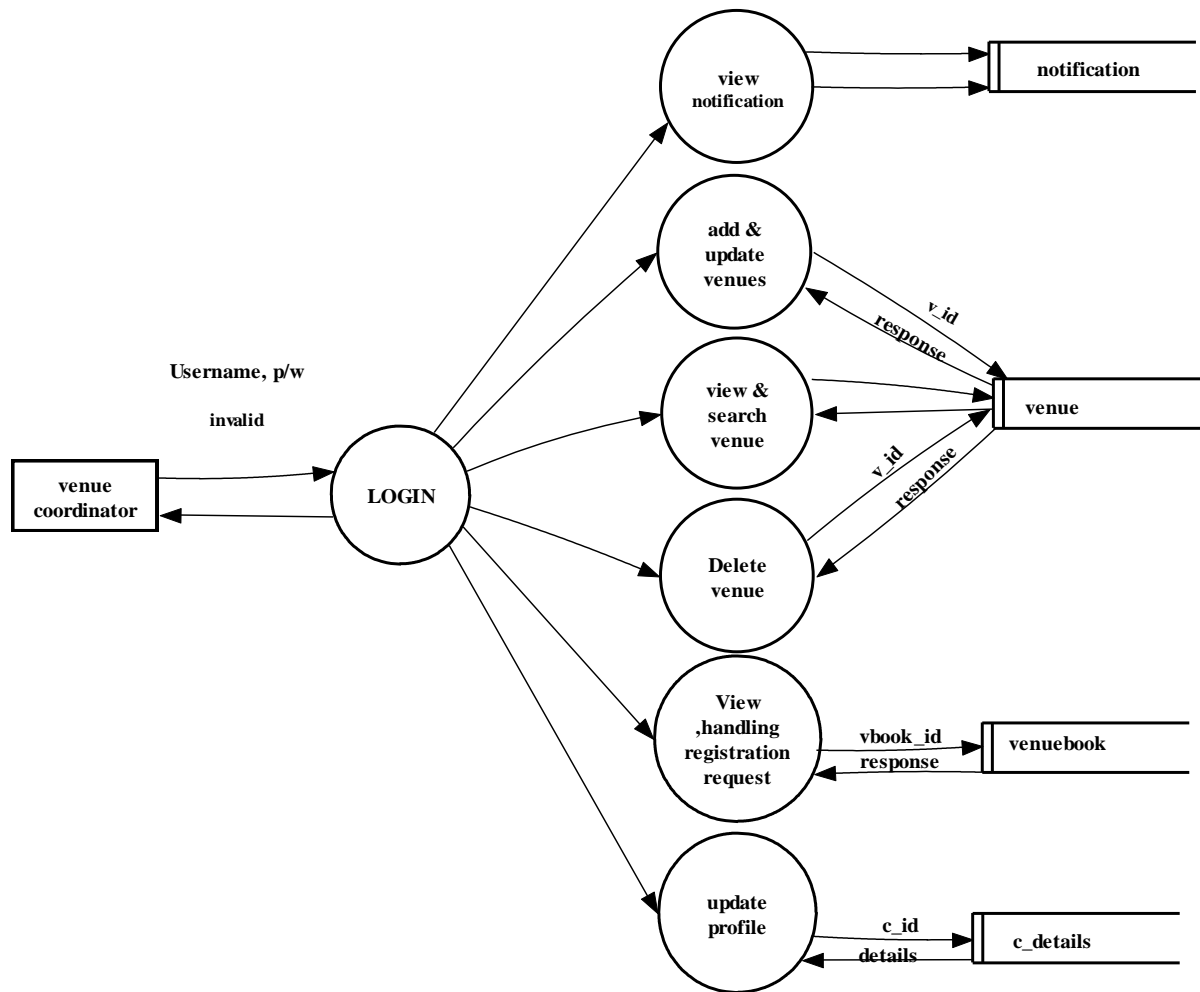 view
notification
notification
add &
update
venues
v_id
response
Username, p/w
invalid
view &
search
venue
venue
venue
coordinator
LOGIN
v_id
response
Delete
venue
View
,handling
registration
request
vbook_id
response
venuebook
update
profile
c_id
details
c_details